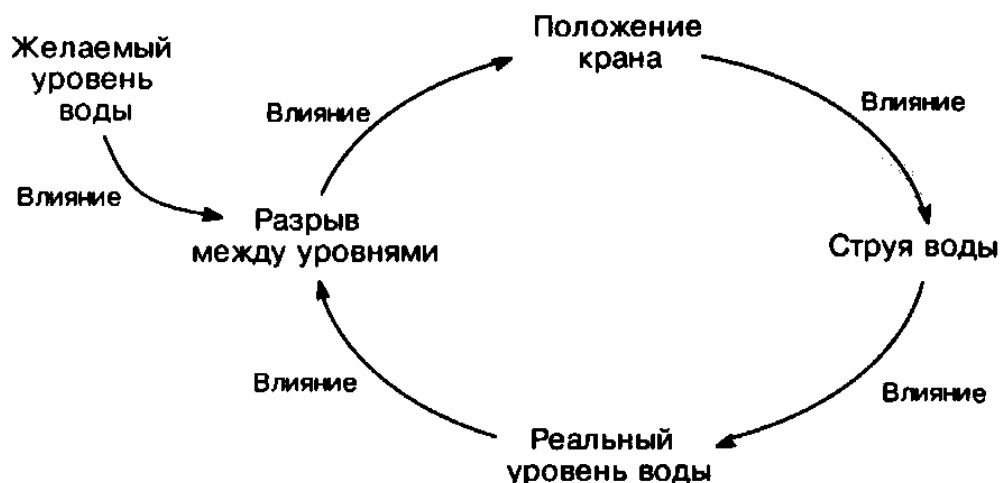 Желаемый
уровень
воды
Положение
крана
Влияние
Влияние
Влияние
Разрыв
между уровнями
Струя воды
Влияние
Влияние
Реальный
уровень воды